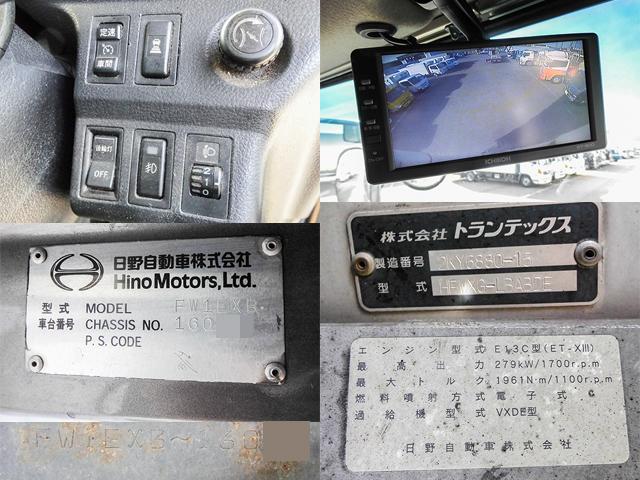 定速
車間
後輪灯
OFF
2
1
0
ICHIKOH
日野自動車株式会社
Hino Motors, Ltd.
型式 MODEL FW1EXB
車台番号 CHASSIS NO. 160
P.S. CODE
FW1EXB-160
株式会社 トランテックス
製造番号
型式
エンジン型式 E13C型(ET-XIII)
最高出力 279kW/1700r.p.m
最大トルク 1961N·m/1100r.p.m
燃料噴射方式 電子式
過給機型式 VXDE型
日野自動車株式会社